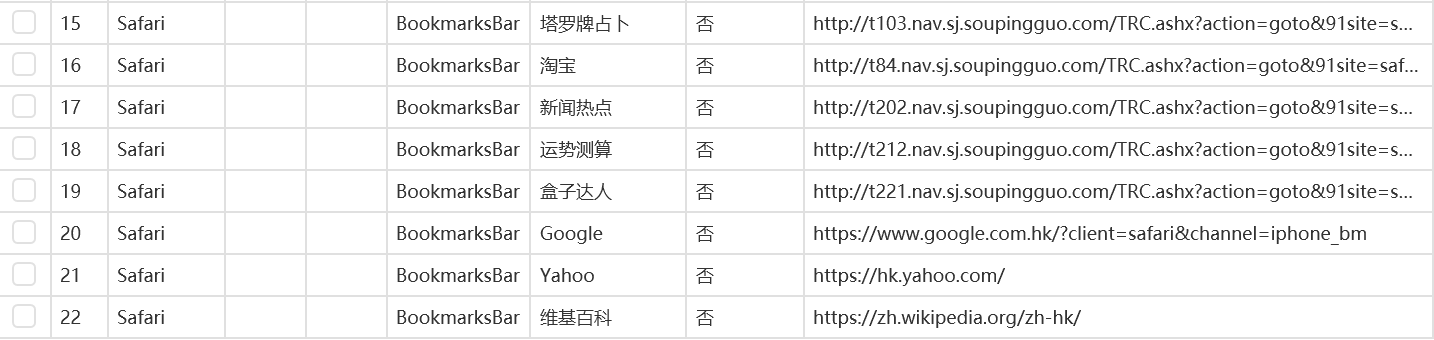 15 Safari BookmarksBar 塔罗牌占卜 否 http://t103.nav.sj.soupingguo.com/TRC.ashx?action=goto&91site=s...
16 Safari BookmarksBar 淘宝 否 http://t84.nav.sj.soupingguo.com/TRC.ashx?action=goto&91site=saf...
17 Safari BookmarksBar 新闻热点 否 http://t202.nav.sj.soupingguo.com/TRC.ashx?action=goto&91site=s...
18 Safari BookmarksBar 运势测算 否 http://t212.nav.sj.soupingguo.com/TRC.ashx?action=goto&91site=s...
19 Safari BookmarksBar 盒子达人 否 http://t221.nav.sj.soupingguo.com/TRC.ashx?action=goto&91site=s...
20 Safari BookmarksBar Google 否 https://www.google.com.hk/?client=safari&channel=iphone_bm
21 Safari BookmarksBar Yahoo 否 https://hk.yahoo.com/
22 Safari BookmarksBar 维基百科 否 https://zh.wikipedia.org/zh-hk/